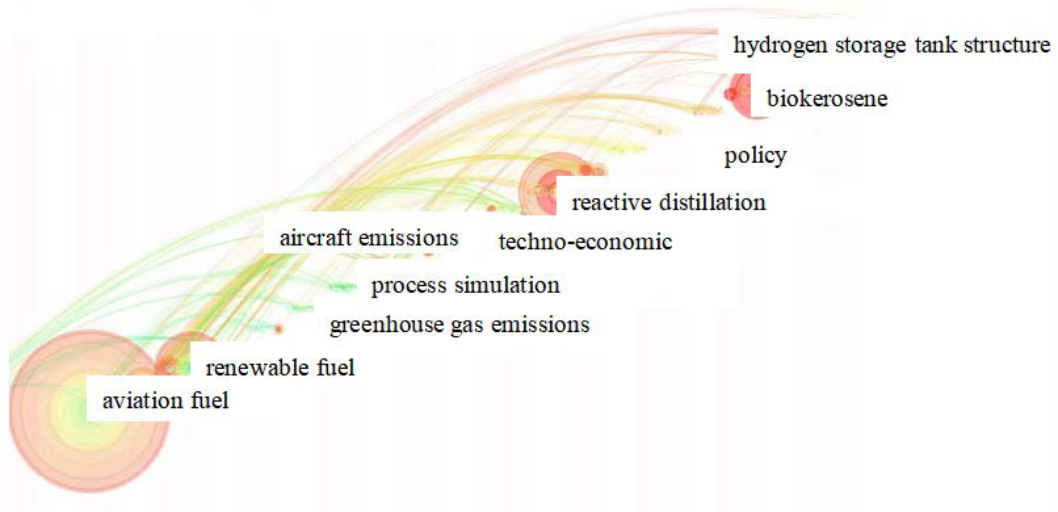 hydrogen storage tank structure
biokerosene
policy
reactive distillation
aircraft emissions
techno-economic
process simulation
greenhouse gas emissions
renewable fuel
aviation fuel